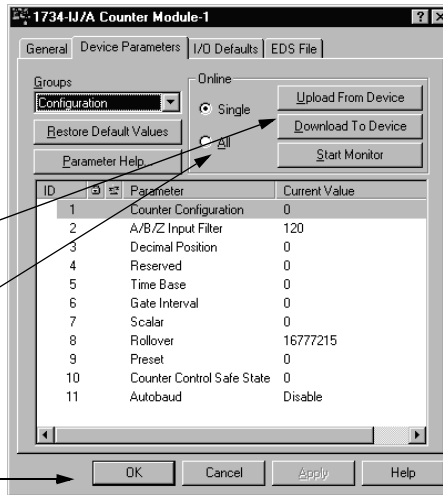 1734-IJ/A Counter Module-1
General
Device Parameters
I/O Defaults
EDS File
Groups
Configuration
Restore Default Values
Parameter Help
Online
Single
All
Upload From Device
Download To Device
Start Monitor
ID Parameter Current Value
1 Counter Configuration 0
2 A/B/Z Input Filter 120
3 Decimal Position 0
4 Reserved 0
5 Time Base 0
6 Gate Interval 0
7 Scalar 0
8 Rollover 16777215
9 Preset 0
10 Counter Control Safe State 0
11 Autobaud Disable
OK
Cancel
Apply
Help